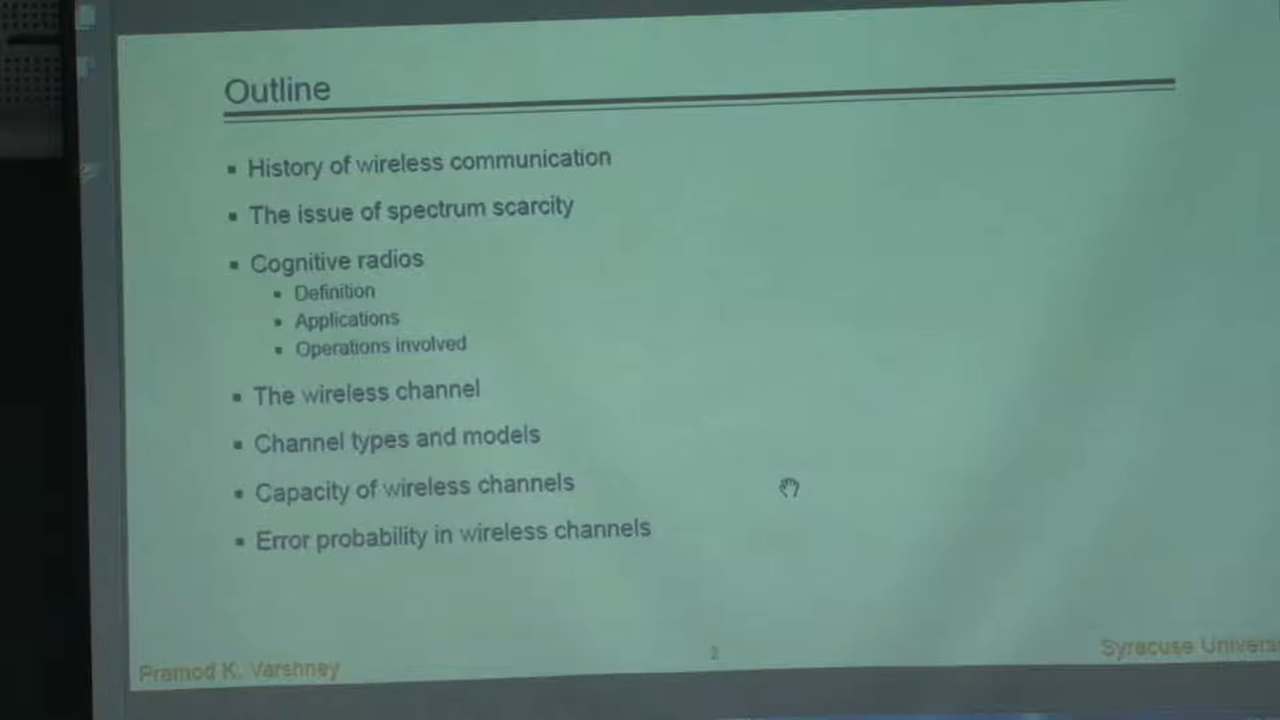 Outline
▪ History of wireless communication
▪ The issue of spectrum scarcity
▪ Cognitive radios
▪ Definition
▪ Applications
▪ Operations involved
▪ The wireless channel
▪ Channel types and models
▪ Capacity of wireless channels
▪ Error probability in wireless channels
Pramod K. Varshney
2
Syracuse Univers